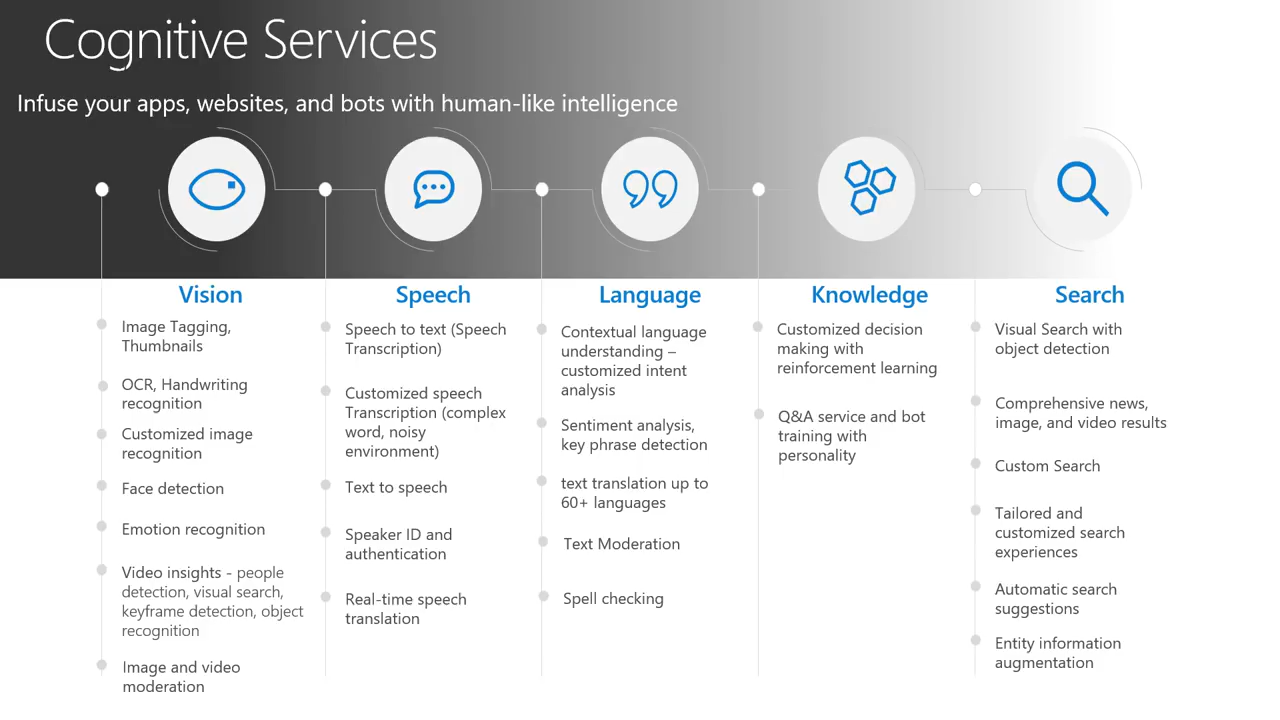 Cognitive Services
Infuse your apps, websites, and bots with human-like intelligence
Vision
Image Tagging,
Thumbnails
OCR, Handwriting
recognition
Customized image
recognition
Face detection
Emotion recognition
Video insights - people
detection, visual search,
keyframe detection, object
recognition
Image and video
moderation
Speech
Speech to text (Speech
Transcription)
Customized speech
Transcription (complex
word, noisy
environment)
Text to speech
Speaker ID and
authentication
Real-time speech
translation
Language
Contextual language
understanding –
customized intent
analysis
Sentiment analysis,
key phrase detection
text translation up to
60+ languages
Text Moderation
Spell checking
Knowledge
Customized decision
making with
reinforcement learning
Q&A service and bot
training with
personality
Search
Visual Search with
object detection
Comprehensive news,
image, and video results
Custom Search
Tailored and
customized search
experiences
Automatic search
suggestions
Entity information
augmentation